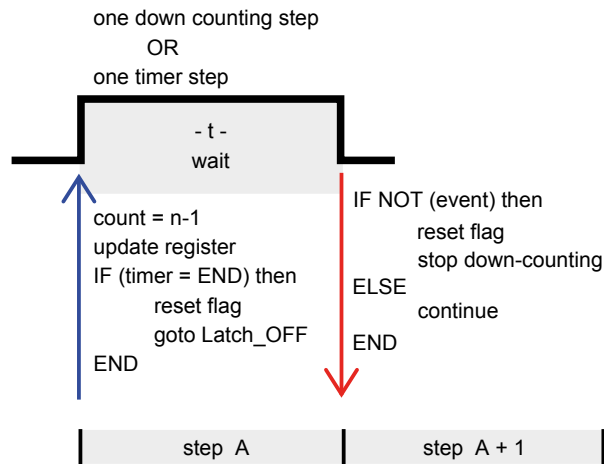 one down counting step
OR
one timer step
- t -
wait
count = n-1
update register
IF (timer = END) then
reset flag
goto Latch_OFF
END
IF NOT (event) then
reset flag
stop down-counting
ELSE
continue
END
step A
step A + 1